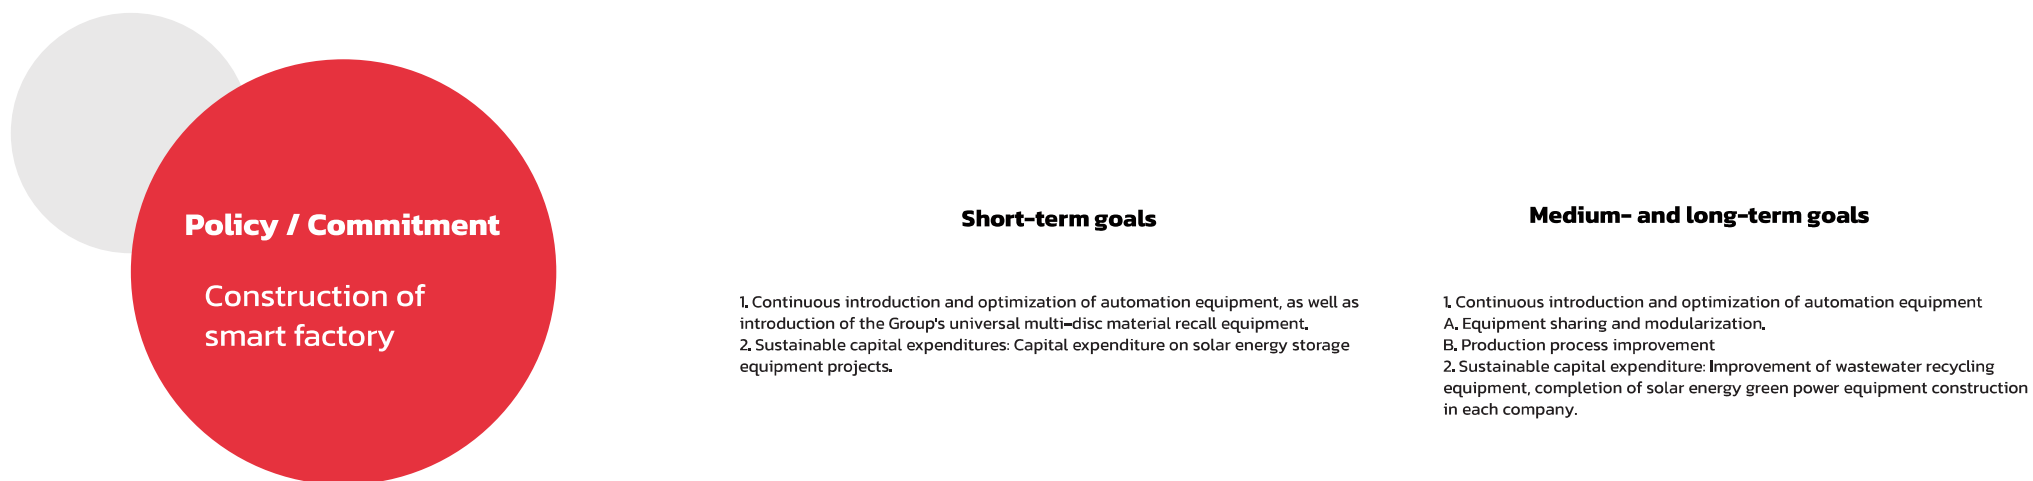 Policy / Commitment
Construction of
smart factory
Short-term goals
1. Continuous introduction and optimization of automation equipment, as well as
introduction of the Group's universal multi-disc material recall equipment.
2. Sustainable capital expenditures: Capital expenditure on solar energy storage
equipment projects.
Medium- and long-term goals
1. Continuous introduction and optimization of automation equipment
A. Equipment sharing and modularization.
B. Production process improvement
2. Sustainable capital expenditure: Improvement of wastewater recycling
equipment, completion of solar energy green power equipment construction
in each company.